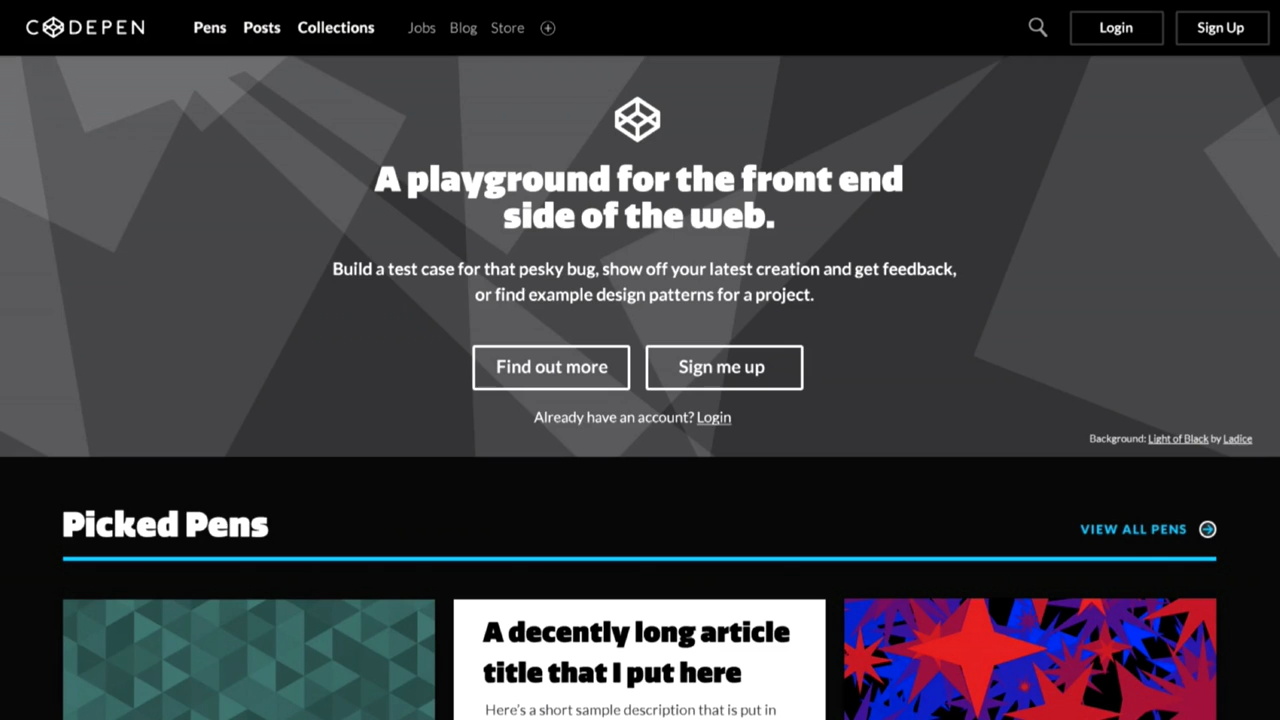 CODEPEN Pens Posts Collections Jobs Blog Store Login Sign Up
A playground for the front end
side of the web.
Build a test case for that pesky bug, show off your latest creation and get feedback,
or find example design patterns for a project.
Find out more Sign me up
Already have an account? Login
Background: Light of Black by Ladice
Picked Pens VIEW ALL PENS
A decently long article
title that I put here
Here's a short sample description that is put in